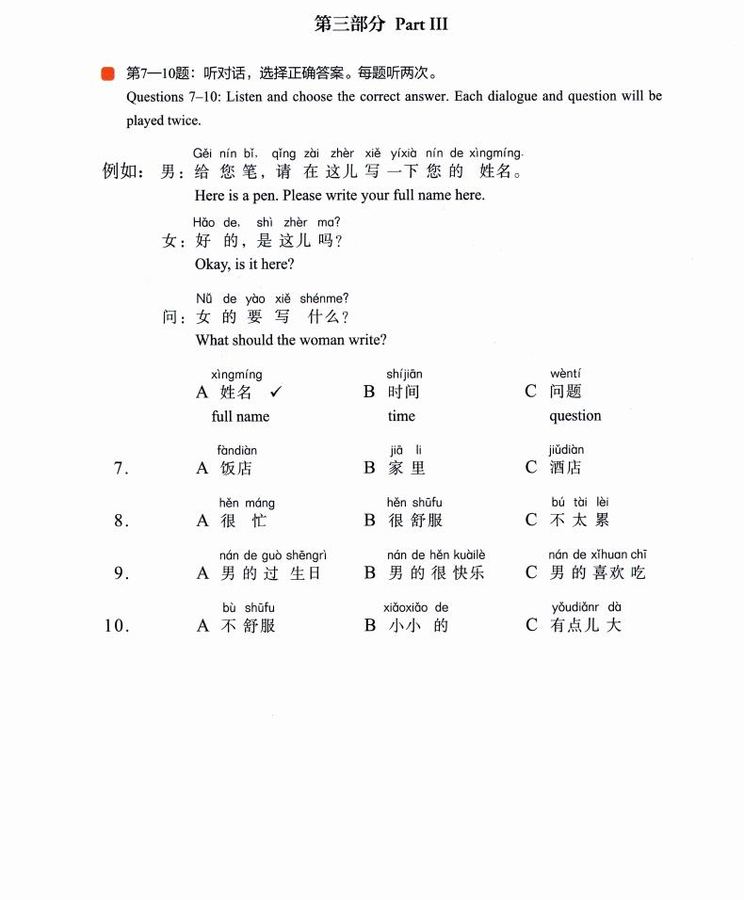 第三部分 Part III
第7—10题：听对话，选择正确答案。每题听两次。
Questions 7–10: Listen and choose the correct answer. Each dialogue and question will be
played twice.
Gěi nín bǐ, qǐng zài zhèr xiě yíxià nín de xìngmíng.
例如： 男：给 您 笔，请 在 这儿 写 一下 您 的 姓名。
Here is a pen. Please write your full name here.
Hǎo de, shì zhèr ma?
女：好 的，是 这儿 吗？
Okay, is it here?
Nǚ de yào xiě shénme?
问：女 的 要 写 什么？
What should the woman write?
xìngmíng shíjiān wèntí
A 姓名 ✓ B 时间 C 问题
full name time question
fàndiàn jiā li jiǔdiàn
7. A 饭店 B 家 里 C 酒店
hěn máng hěn shūfu bú tài lèi
8. A 很 忙 B 很 舒服 C 不 太 累
nán de guò shēngrì nán de hěn kuàilè nán de xǐhuan chī
9. A 男 的 过 生日 B 男 的 很 快乐 C 男 的 喜欢 吃
bù shūfu xiǎoxiǎo de yǒudiǎnr dà
10. A 不 舒服 B 小小 的 C 有点儿 大